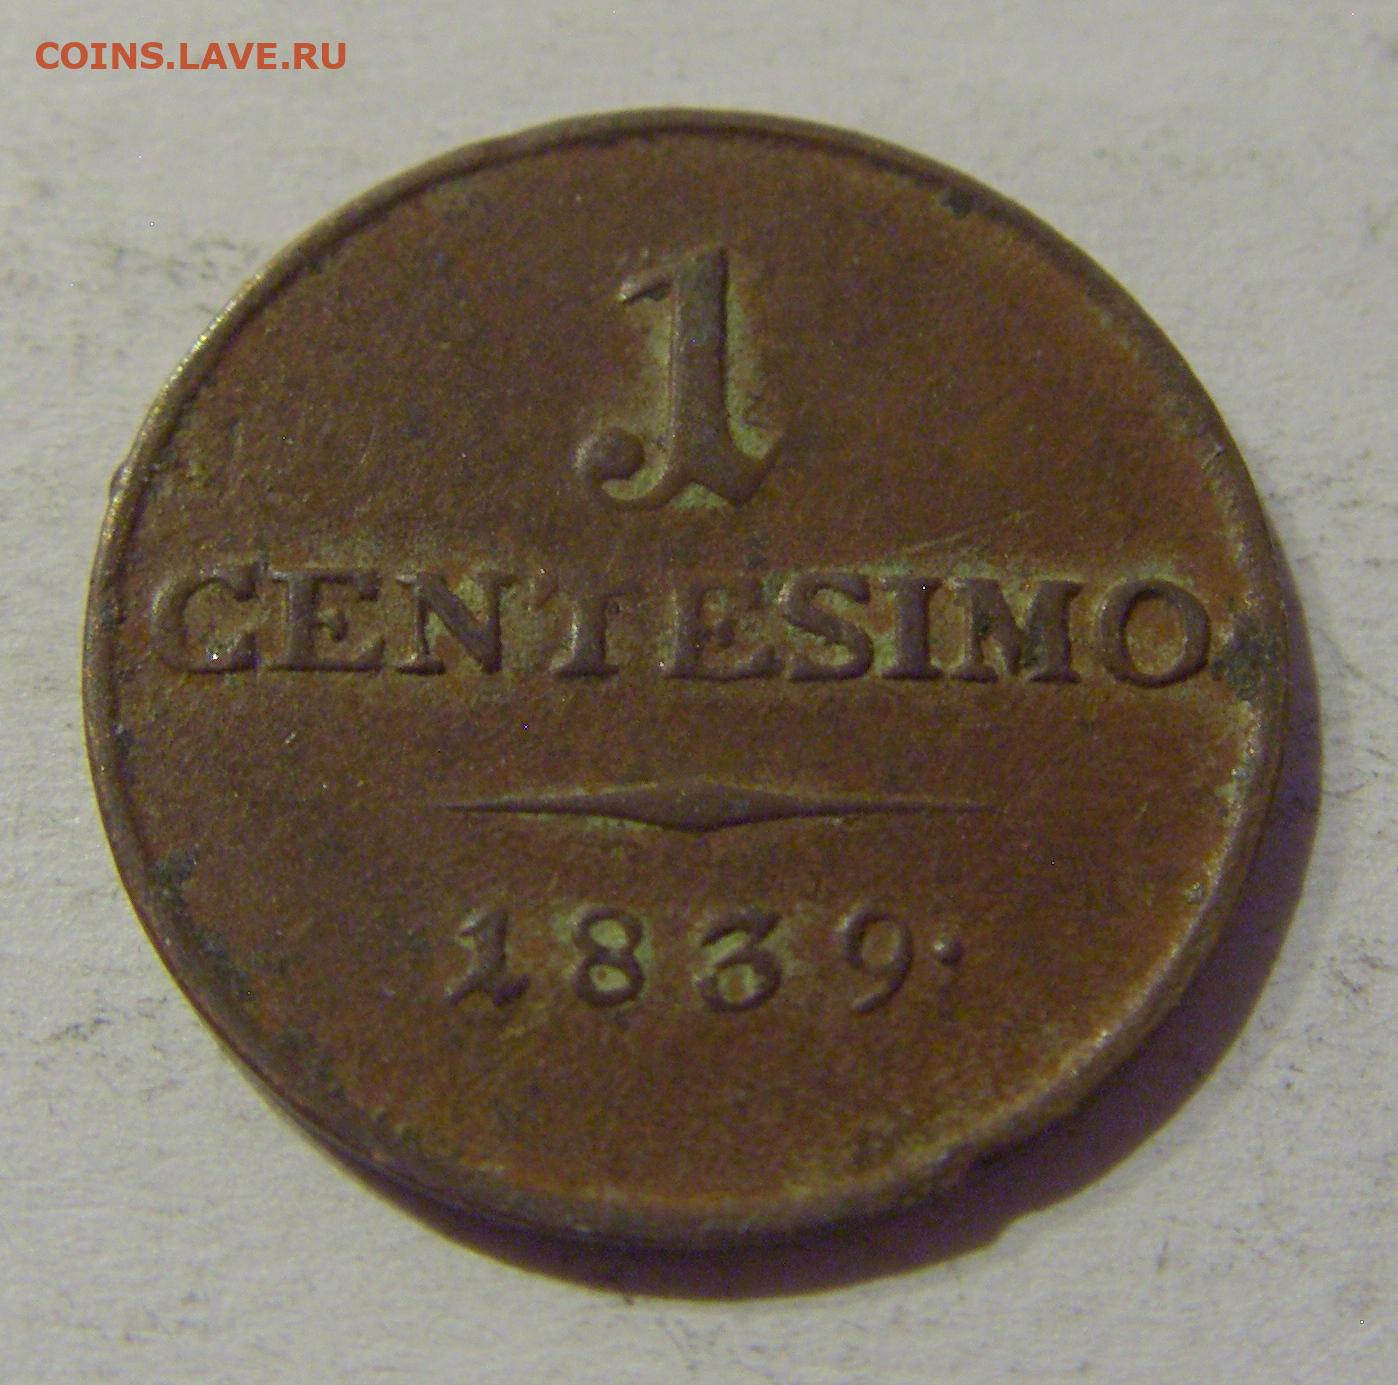 COINS.LAVE.RU
1
CENTESIMO
1839.